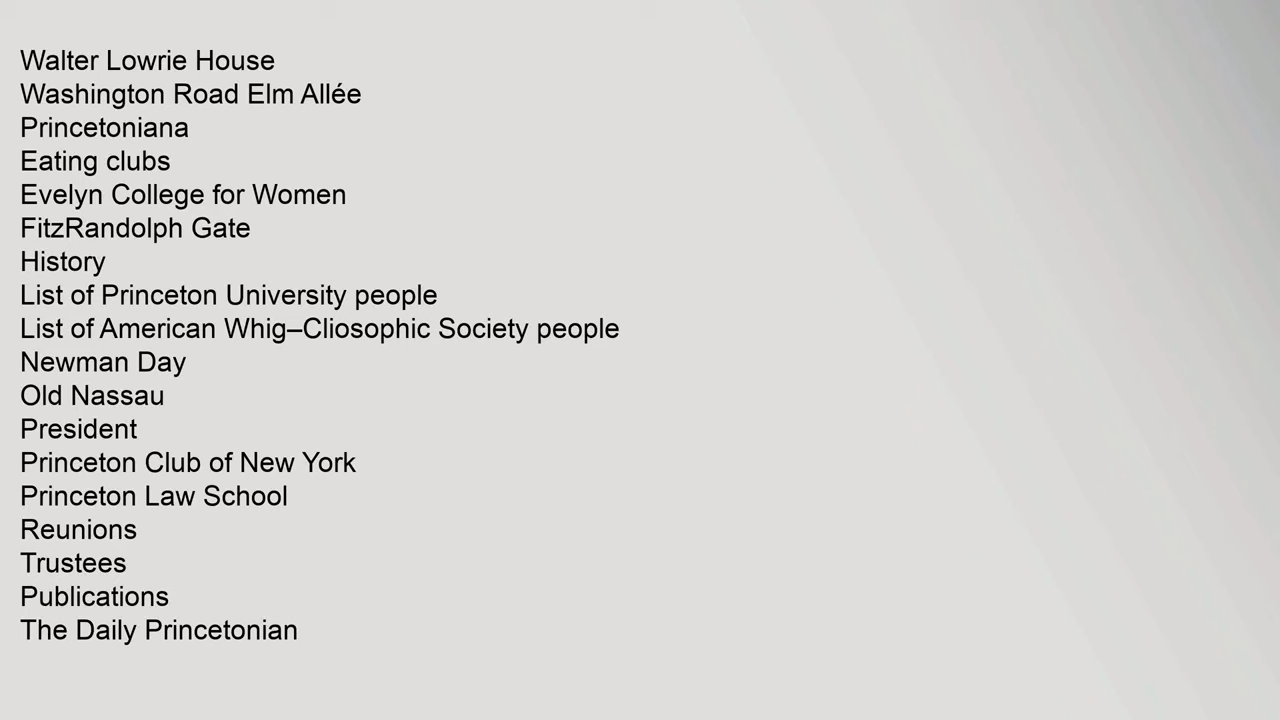 Walter Lowrie House
Washington Road Elm Allée
Princetoniana
Eating clubs
Evelyn College for Women
FitzRandolph Gate
History
List of Princeton University people
List of American Whig–Cliosophic Society people
Newman Day
Old Nassau
President
Princeton Club of New York
Princeton Law School
Reunions
Trustees
Publications
The Daily Princetonian